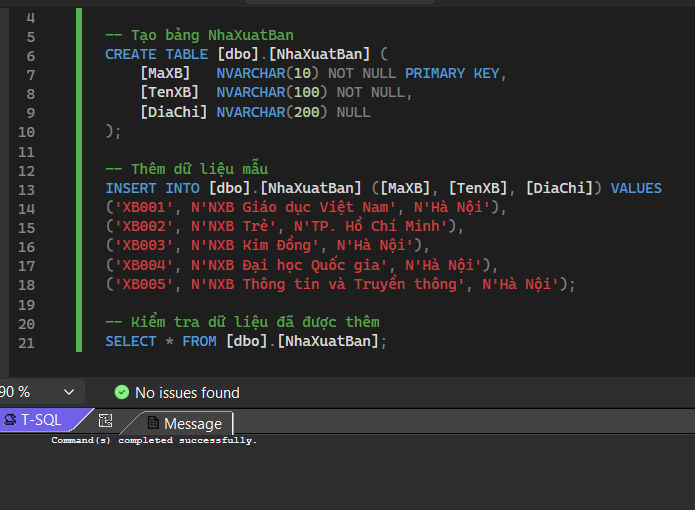 4
5 -- Tạo bảng NhaXuatBan
6 CREATE TABLE [dbo].[NhaXuatBan] (
7 [MaXB] NVARCHAR(10) NOT NULL PRIMARY KEY,
8 [TenXB] NVARCHAR(100) NOT NULL,
9 [DiaChi] NVARCHAR(200) NULL
10 );
11
12 -- Thêm dữ liệu mẫu
13 INSERT INTO [dbo].[NhaXuatBan] ([MaXB], [TenXB], [DiaChi]) VALUES
14 ('XB001', N'NXB Giáo dục Việt Nam', N'Hà Nội'),
15 ('XB002', N'NXB Trẻ', N'TP. Hồ Chí Minh'),
16 ('XB003', N'NXB Kim Đồng', N'Hà Nội'),
17 ('XB004', N'NXB Đại học Quốc gia', N'Hà Nội'),
18 ('XB005', N'NXB Thông tin và Truyền thông', N'Hà Nội');
19
20 -- Kiểm tra dữ liệu đã được thêm
21 SELECT * FROM [dbo].[NhaXuatBan];
90 % No issues found
T-SQL Message
Command(s) completed successfully.